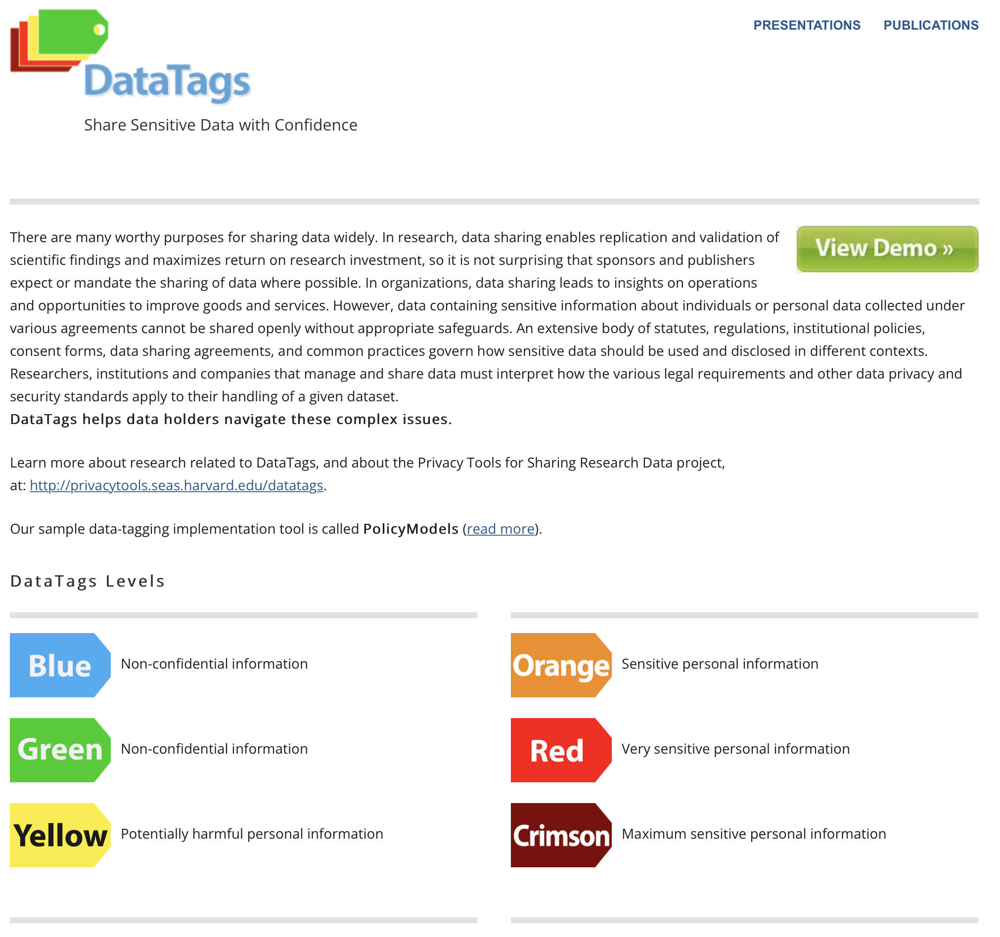 PRESENTATIONS PUBLICATIONS
DataTags
Share Sensitive Data with Confidence
View Demo »
There are many worthy purposes for sharing data widely. In research, data sharing enables replication and validation of
scientific findings and maximizes return on research investment, so it is not surprising that sponsors and publishers
expect or mandate the sharing of data where possible. In organizations, data sharing leads to insights on operations
and opportunities to improve goods and services. However, data containing sensitive information about individuals or personal data collected under
various agreements cannot be shared openly without appropriate safeguards. An extensive body of statutes, regulations, institutional policies,
consent forms, data sharing agreements, and common practices govern how sensitive data should be used and disclosed in different contexts.
Researchers, institutions and companies that manage and share data must interpret how the various legal requirements and other data privacy and
security standards apply to their handling of a given dataset.
DataTags helps data holders navigate these complex issues.
Learn more about research related to DataTags, and about the Privacy Tools for Sharing Research Data project,
at: http://privacytools.seas.harvard.edu/datatags.
Our sample data-tagging implementation tool is called PolicyModels (read more).
DataTags Levels
Blue Non-confidential information
Green Non-confidential information
Yellow Potentially harmful personal information
Orange Sensitive personal information
Red Very sensitive personal information
Crimson Maximum sensitive personal information